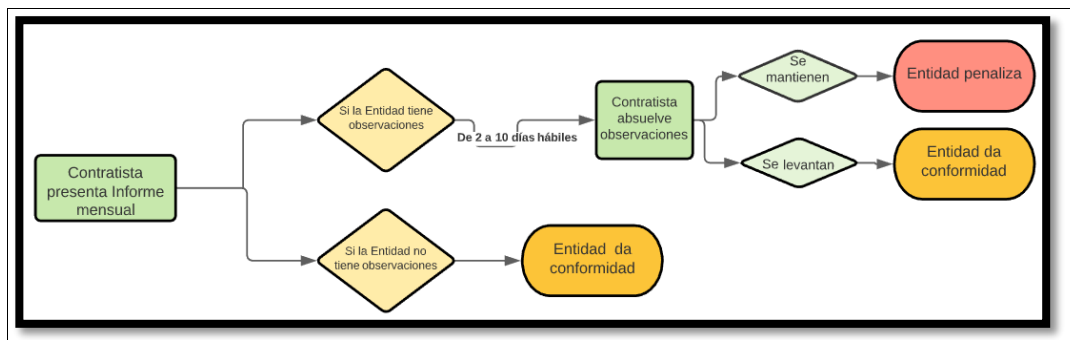 Contratista
presenta Informe
mensual
Si la Entidad tiene
observaciones
De 2 a 10 días hábiles
Contratista
absuelve
observaciones
Se
mantienen
Entidad penaliza
Se levantan
Entidad da
conformidad
Si la Entidad no
tiene observaciones
Entidad da
conformidad